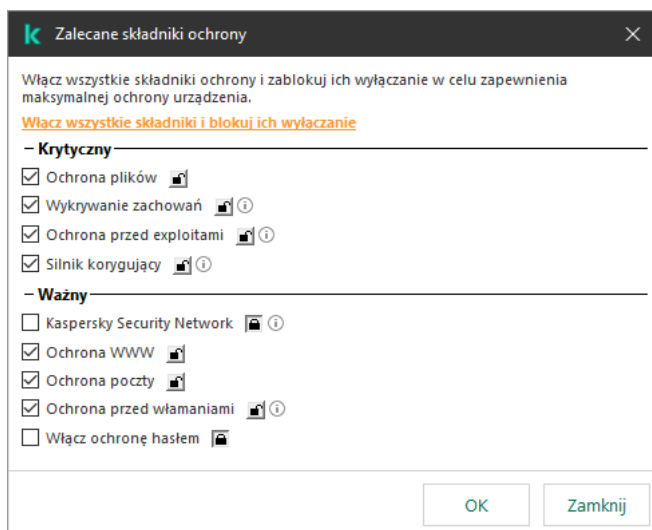 Zalecane składniki ochrony
Włącz wszystkie składniki ochrony i zablokuj ich wyłączanie w celu zapewnienia
maksymalnej ochrony urządzenia.
Włącz wszystkie składniki i blokuj ich wyłączanie
Krytyczny
Ochrona plików
Wykrywanie zachowań
Ochrona przed exploitami
Silnik korygujący
Ważny
Kaspersky Security Network
Ochrona WWW
Ochrona poczty
Ochrona przed włamaniami
Włącz ochronę hasłem
OK Zamknij